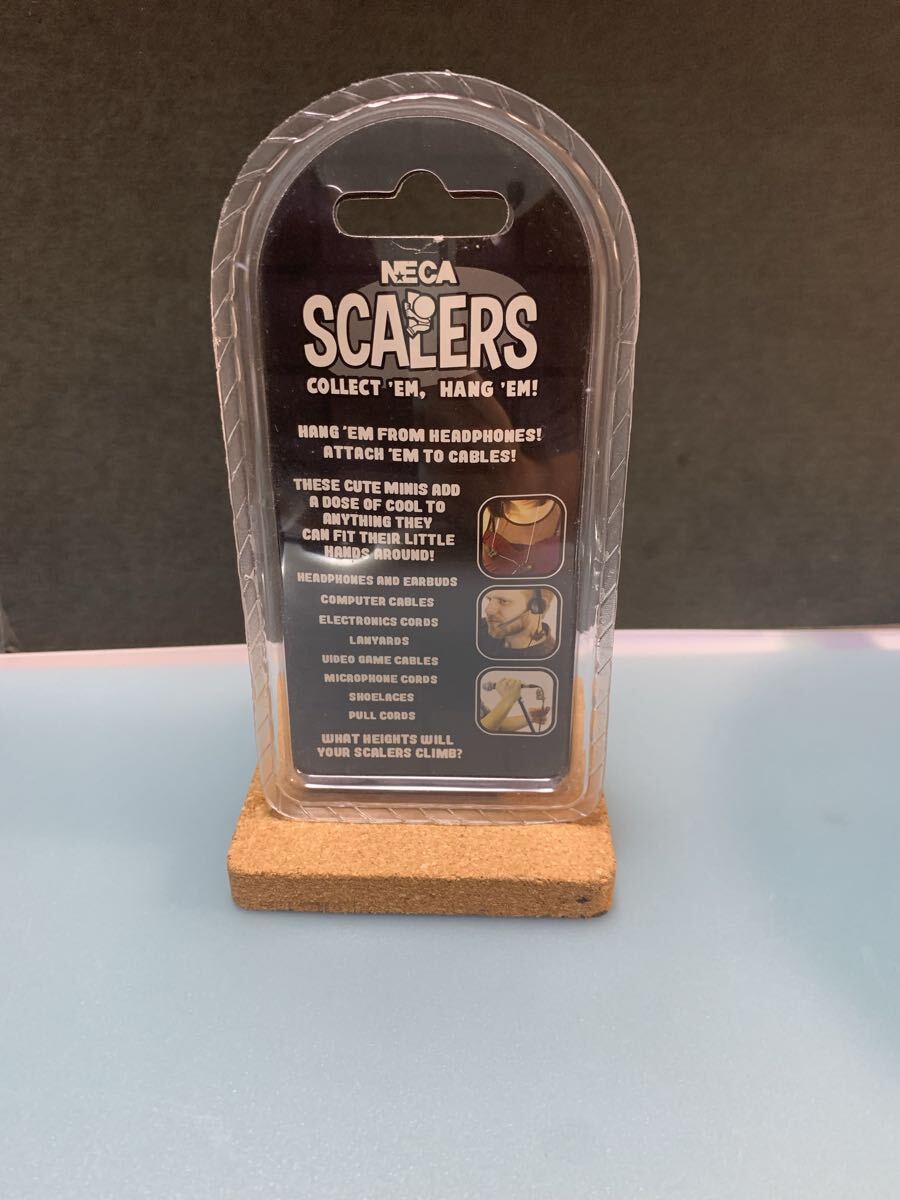 NECA
SCALERS
COLLECT 'EM, HANG 'EM!
HANG 'EM FROM HEADPHONES!
ATTACH 'EM TO CABLES!
THESE CUTE MINIS ADD
A DOSE OF COOL TO
ANYTHING THEY
CAN FIT THEIR LITTLE
HANDS AROUND!
HEADPHONES AND EARBUDS
COMPUTER CABLES
ELECTRONICS CORDS
LANYARDS
VIDEO GAME CABLES
MICROPHONE CORDS
SHOELACES
PULL CORDS
WHAT HEIGHTS WILL
YOUR SCALERS CLIMB?